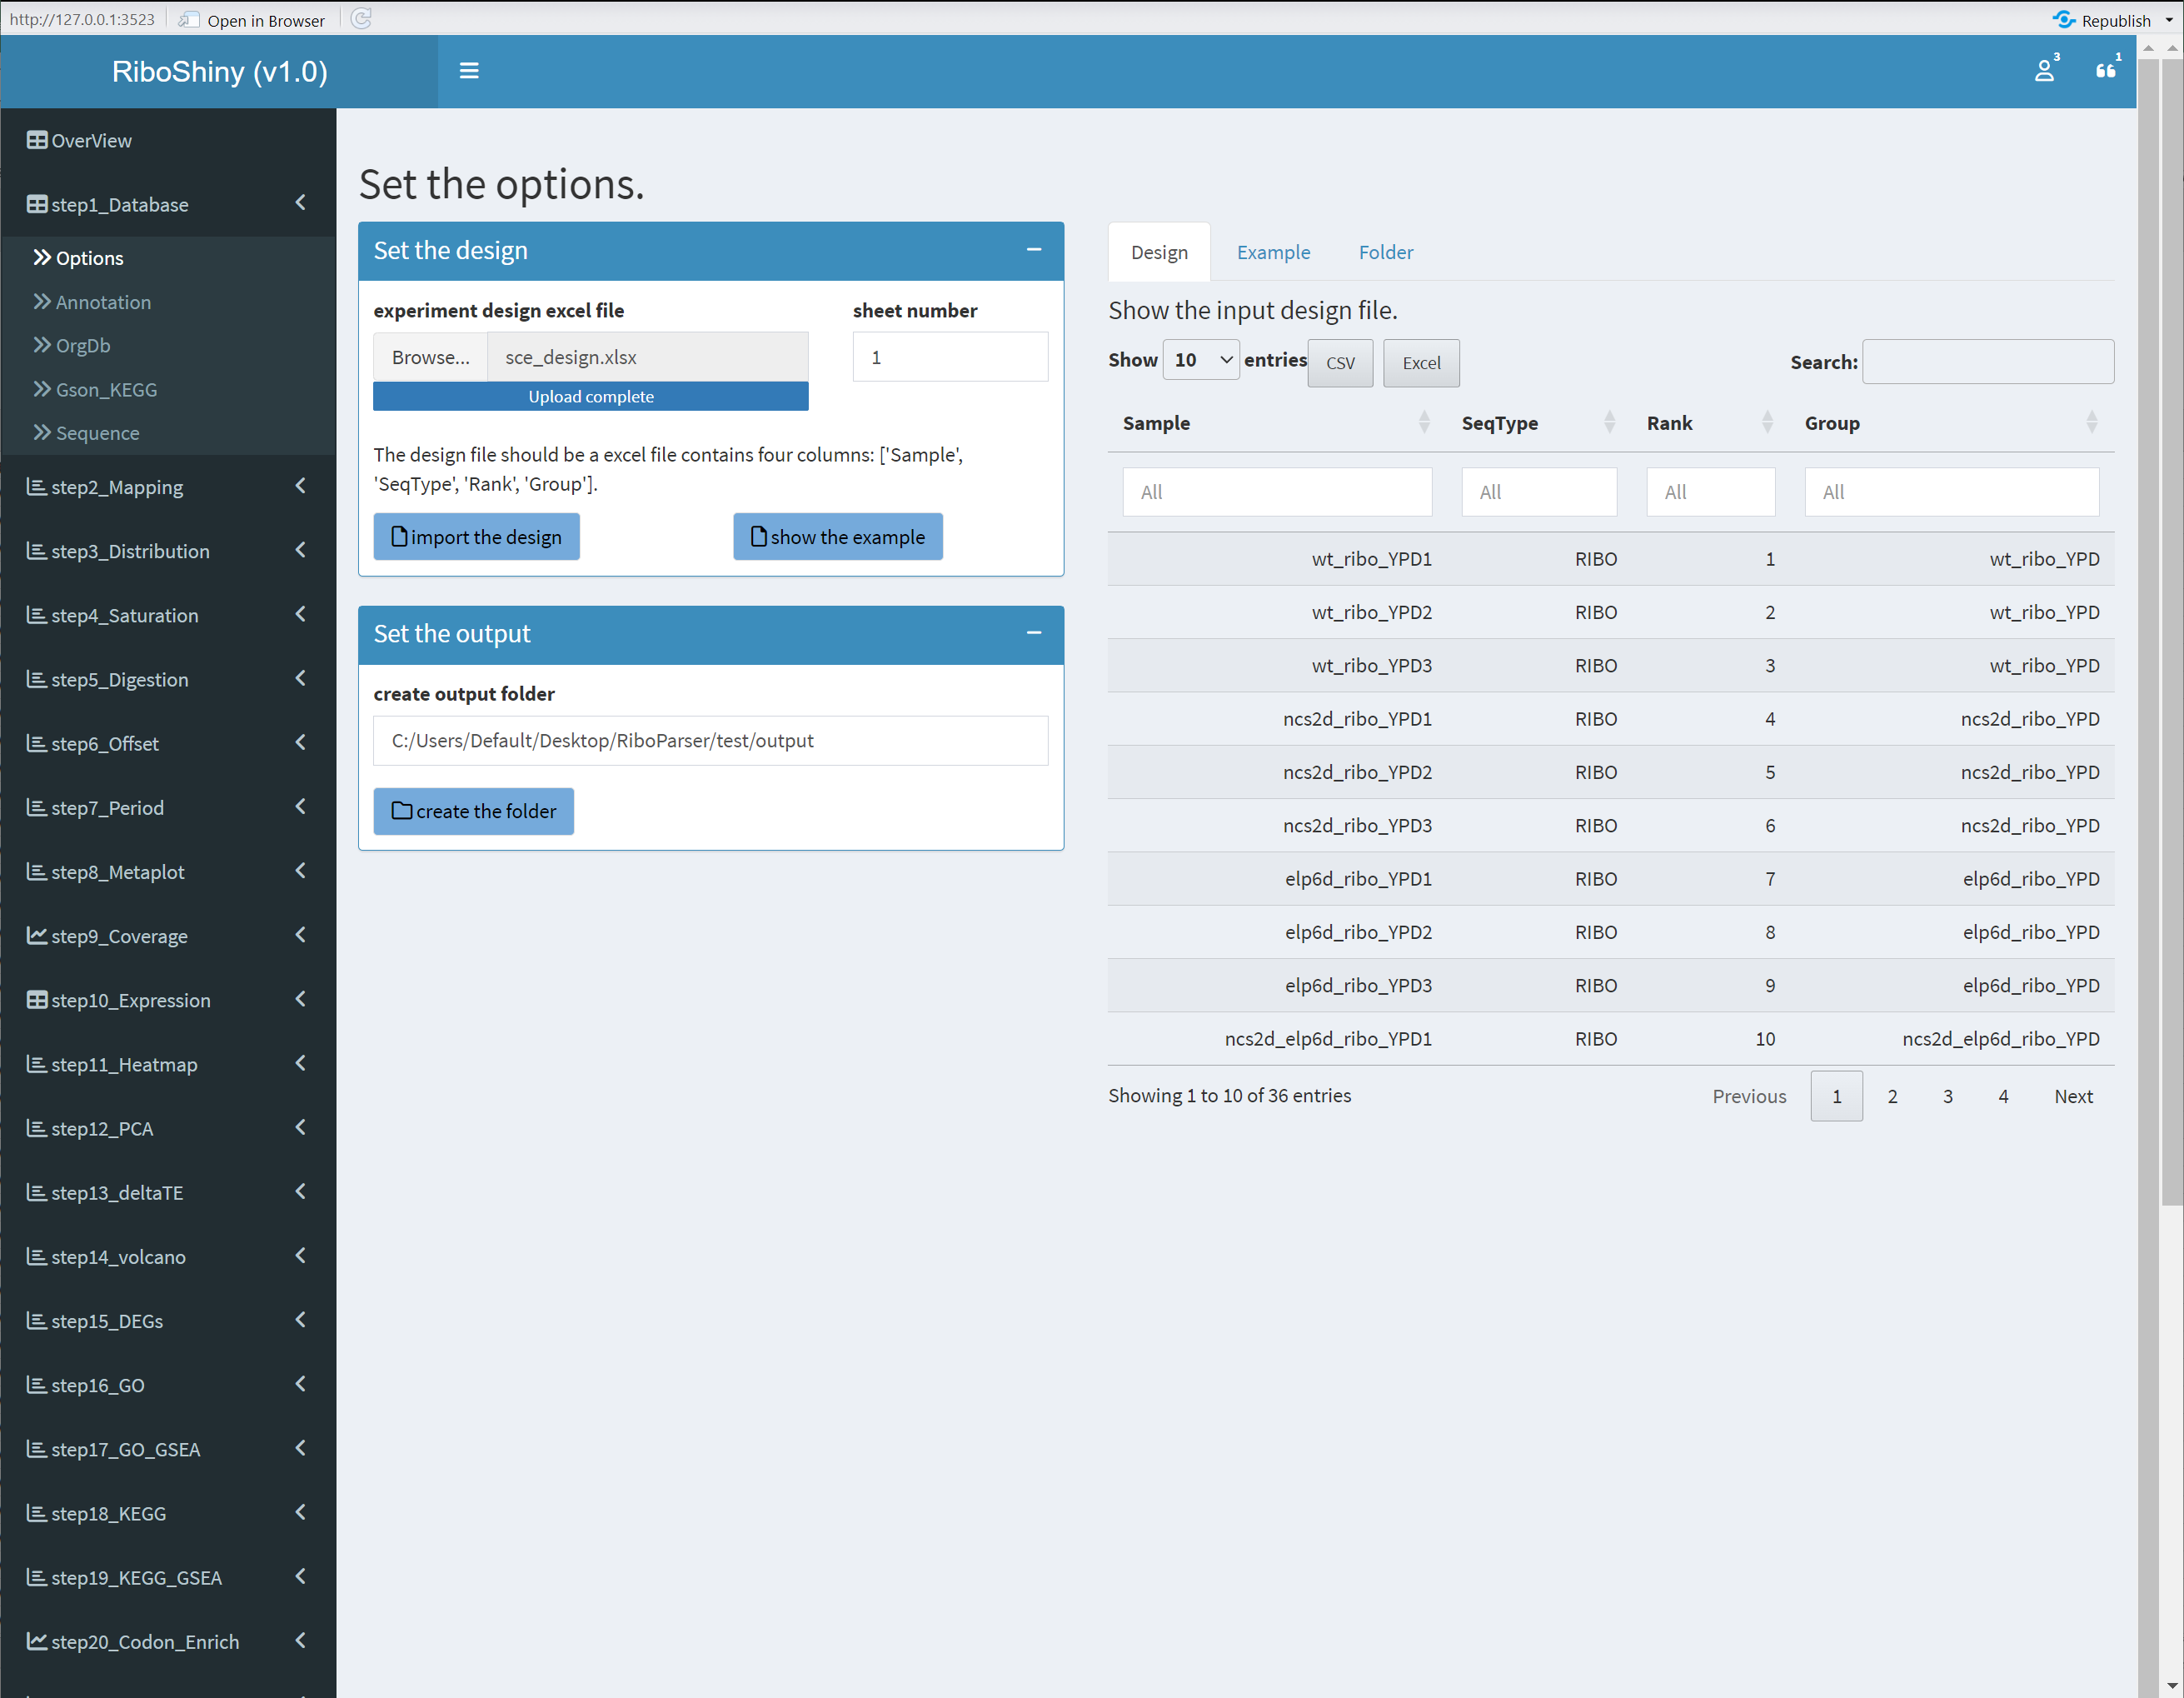 http://127.0.0.1:3523 Open in Browser Republish
RiboShiny (v1.0) 3 1
OverView
step1_Database
Options
Annotation
OrgDb
Gson_KEGG
Sequence
step2_Mapping
step3_Distribution
step4_Saturation
step5_Digestion
step6_Offset
step7_Period
step8_Metaplot
step9_Coverage
step10_Expression
step11_Heatmap
step12_PCA
step13_deltaTE
step14_volcano
step15_DEGs
step16_GO
step17_GO_GSEA
step18_KEGG
step19_KEGG_GSEA
step20_Codon_Enrich
Set the options.
Set the design
experiment design excel file sheet number
Browse... sce_design.xlsx 1
Upload complete
The design file should be a excel file contains four columns: ['Sample',
'SeqType', 'Rank', 'Group'].
import the design show the example
Set the output
create output folder
C:/Users/Default/Desktop/RiboParser/test/output
create the folder
Design Example Folder
Show the input design file.
Show 10 entries CSV Excel Search:
Sample SeqType Rank Group
All All All All
wt_ribo_YPD1 RIBO 1 wt_ribo_YPD
wt_ribo_YPD2 RIBO 2 wt_ribo_YPD
wt_ribo_YPD3 RIBO 3 wt_ribo_YPD
ncs2d_ribo_YPD1 RIBO 4 ncs2d_ribo_YPD
ncs2d_ribo_YPD2 RIBO 5 ncs2d_ribo_YPD
ncs2d_ribo_YPD3 RIBO 6 ncs2d_ribo_YPD
elp6d_ribo_YPD1 RIBO 7 elp6d_ribo_YPD
elp6d_ribo_YPD2 RIBO 8 elp6d_ribo_YPD
elp6d_ribo_YPD3 RIBO 9 elp6d_ribo_YPD
ncs2d_elp6d_ribo_YPD1 RIBO 10 ncs2d_elp6d_ribo_YPD
Showing 1 to 10 of 36 entries Previous 1 2 3 4 Next